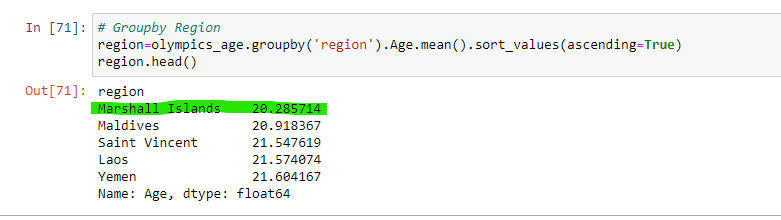 In [71]: # Groupby Region
region=olympics_age.groupby('region').Age.mean().sort_values(ascending=True)
region.head()
Out[71]: region
Marshall Islands 20.285714
Maldives 20.918367
Saint Vincent 21.547619
Laos 21.574074
Yemen 21.604167
Name: Age, dtype: float64